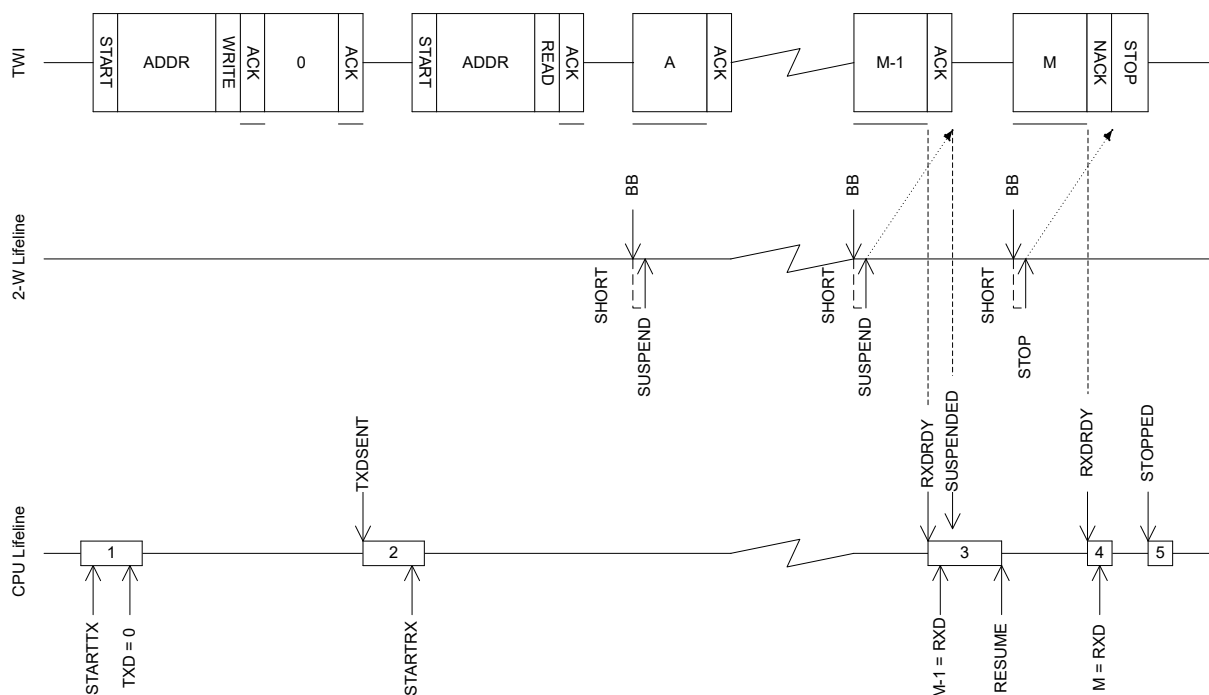 TWI
START
ADDR
WRITE
ACK
0
ACK
START
ADDR
READ
ACK
A
ACK
M-1
ACK
M
NACK
STOP
2-W Lifeline
BB
SHORT
SUSPEND
BB
SHORT
SUSPEND
BB
SHORT
STOP
CPU Lifeline
TXDSENT
RXDRDY
SUSPENDED
RXDRDY
STOPPED
1
2
3
4
5
STARTTX
TXD = 0
STARTRX
M-1 = RXD
RESUME
M = RXD